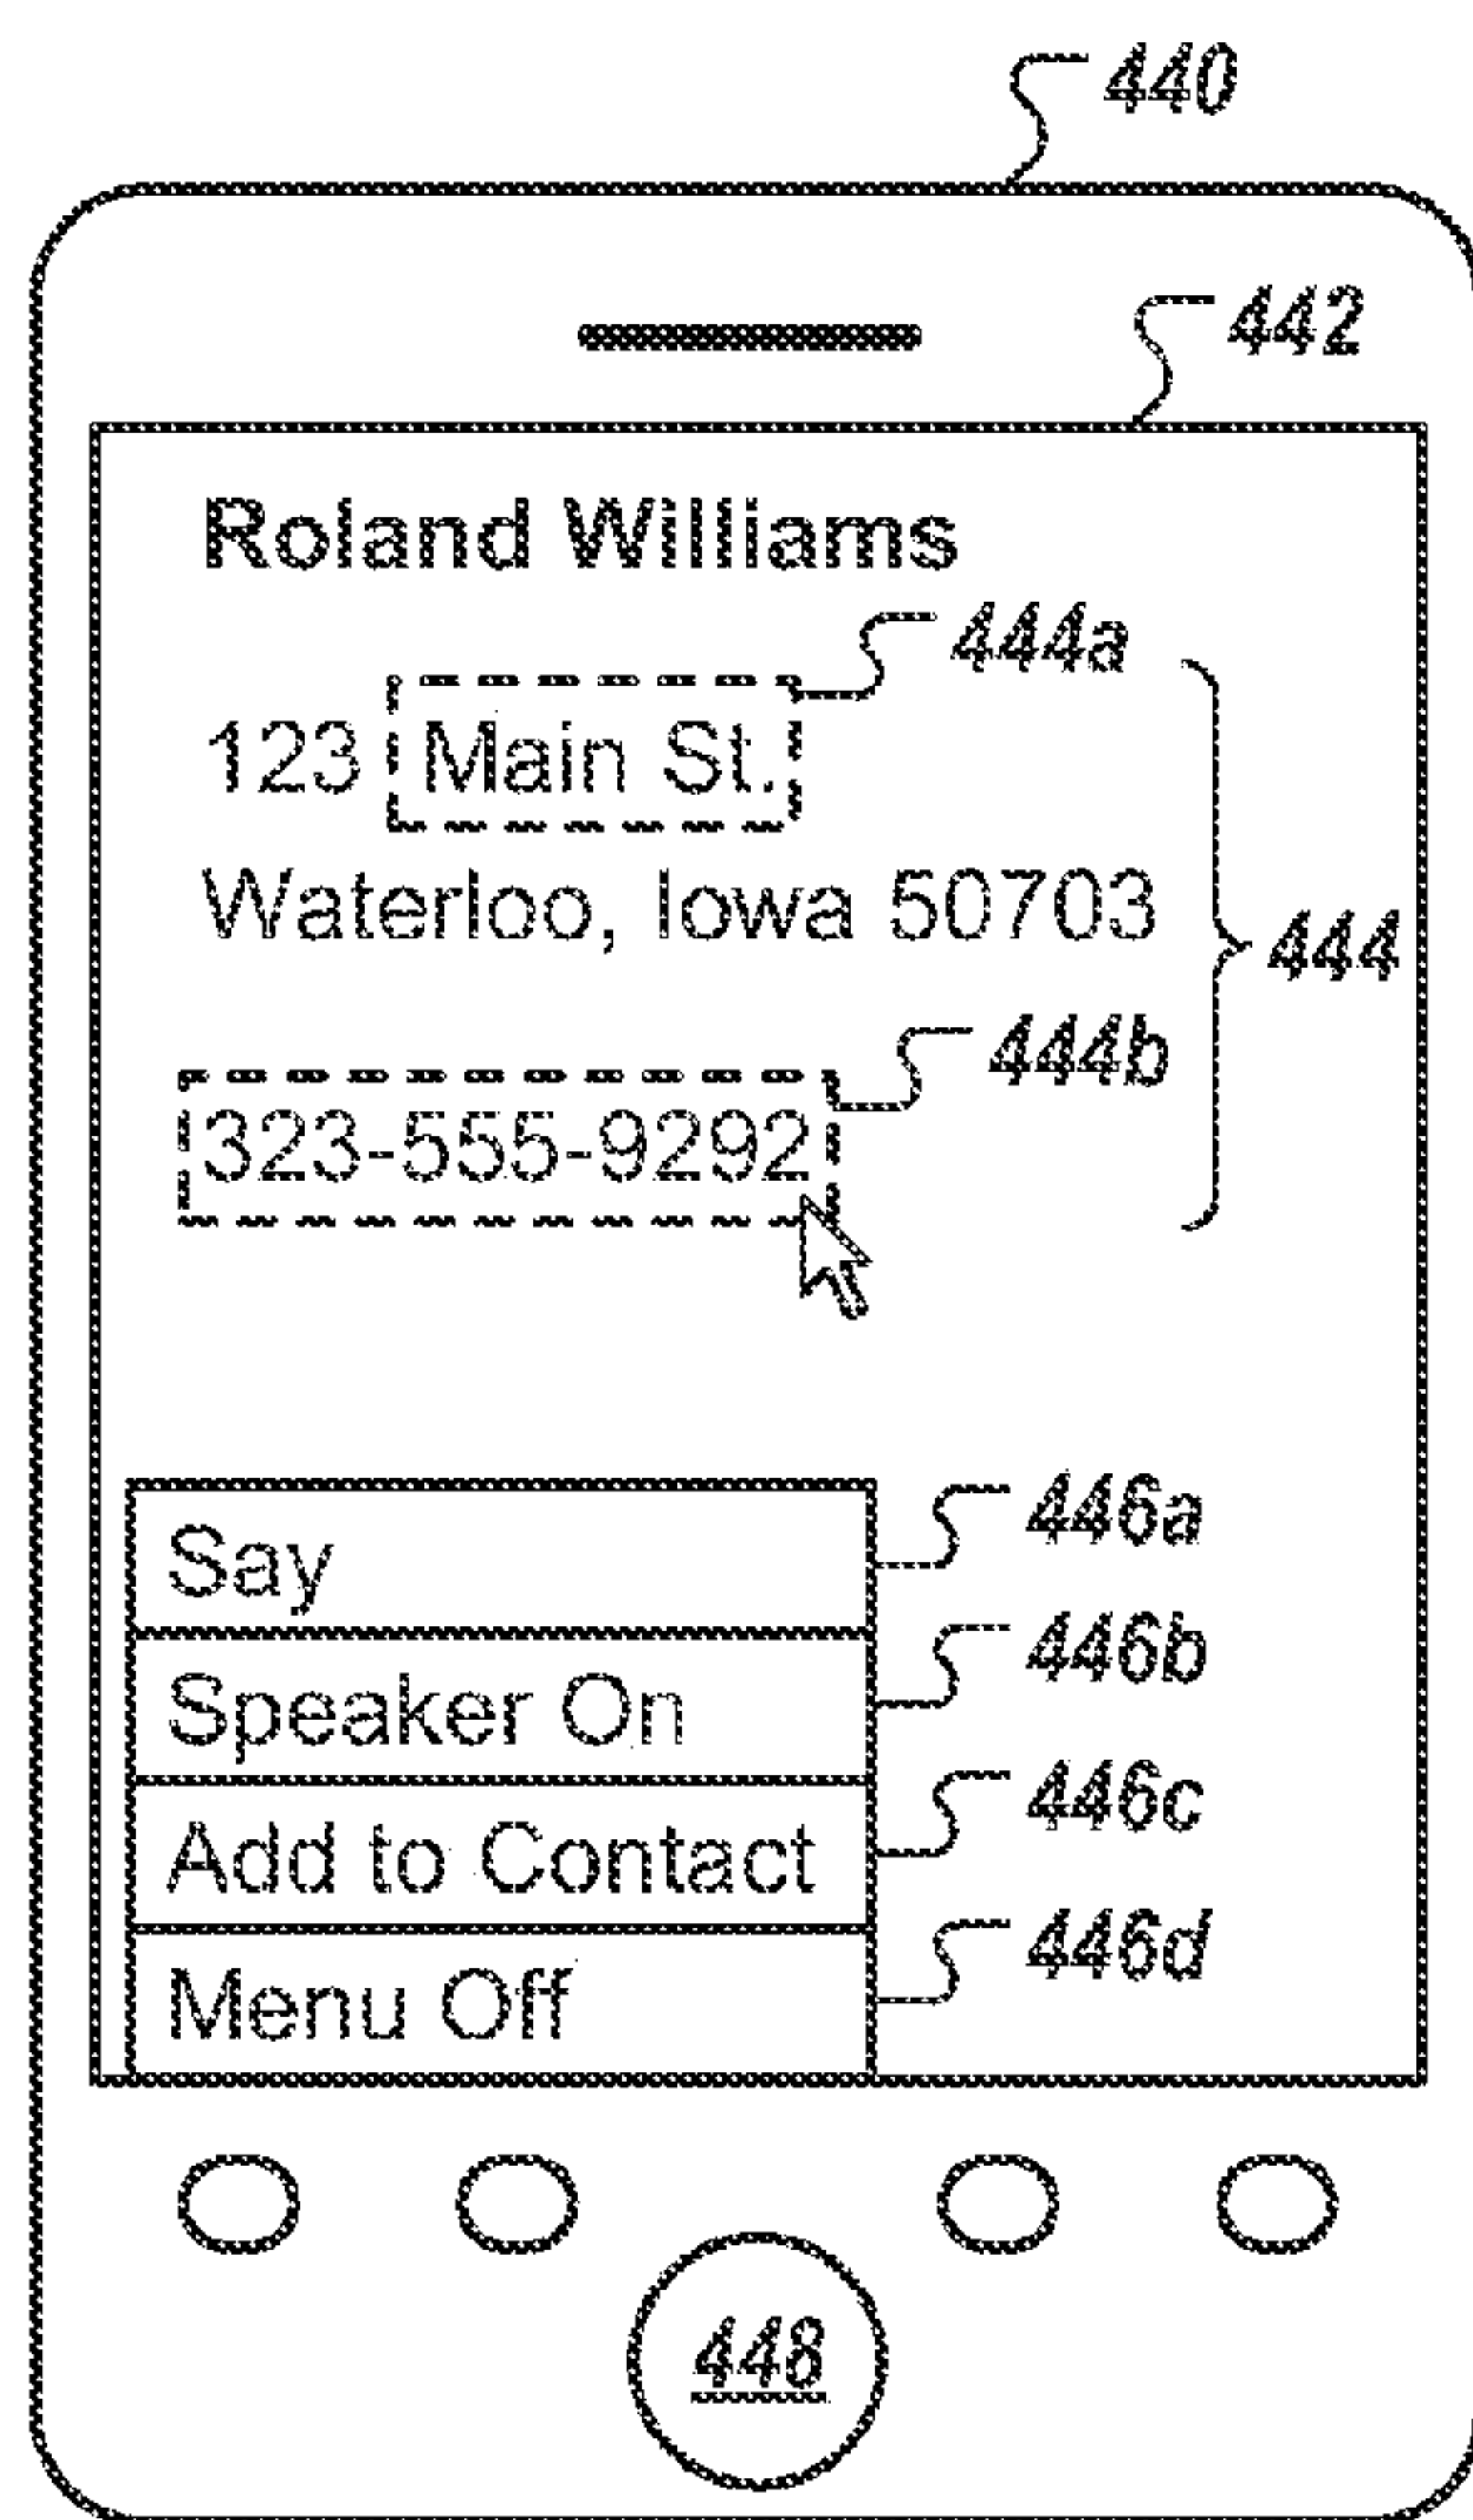 440
442
Roland Williams
444a
123 Main St.
Waterloo, Iowa 50703
444
444b
323-555-9292
Say
446a
Speaker On
446b
Add to Contact
446c
Menu Off
446d
448